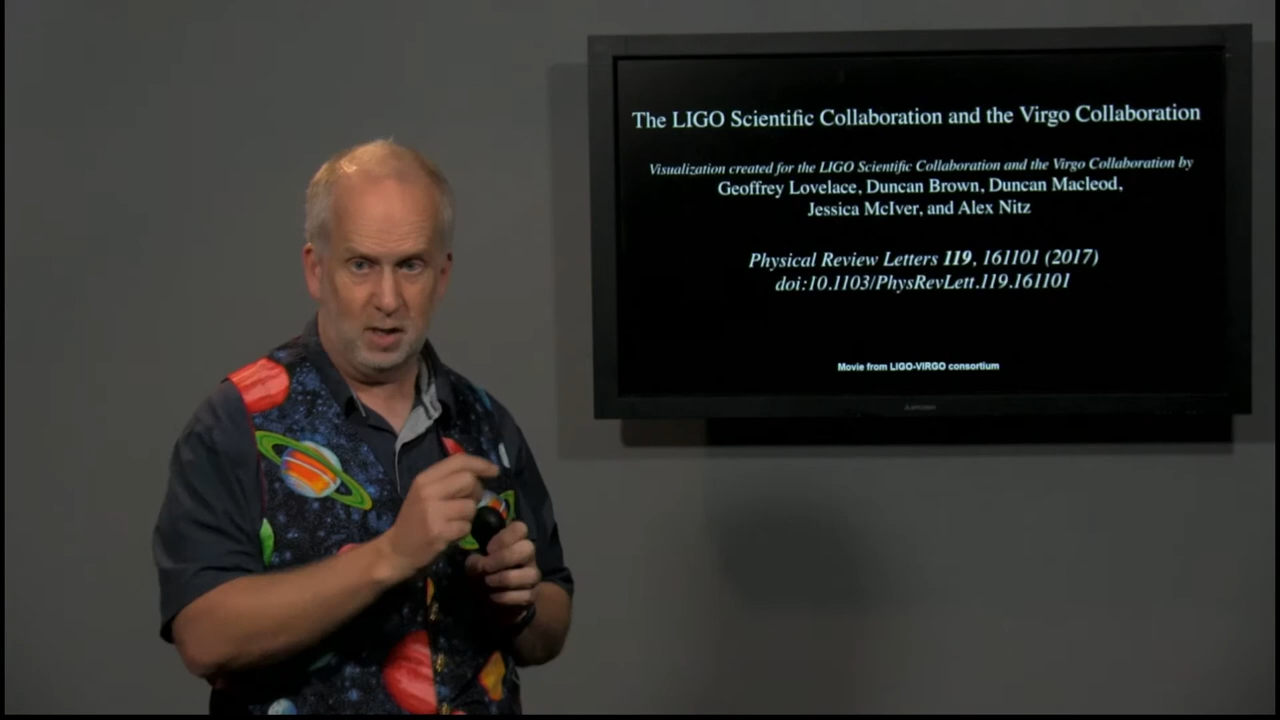 The LIGO Scientific Collaboration and the Virgo Collaboration
Visualization created for the LIGO Scientific Collaboration and the Virgo Collaboration by
Geoffrey Lovelace, Duncan Brown, Duncan Macleod,
Jessica McIver, and Alex Nitz
Physical Review Letters 119, 161101 (2017)
doi:10.1103/PhysRevLett.119.161101
Movie from LIGO-VIRGO consortium